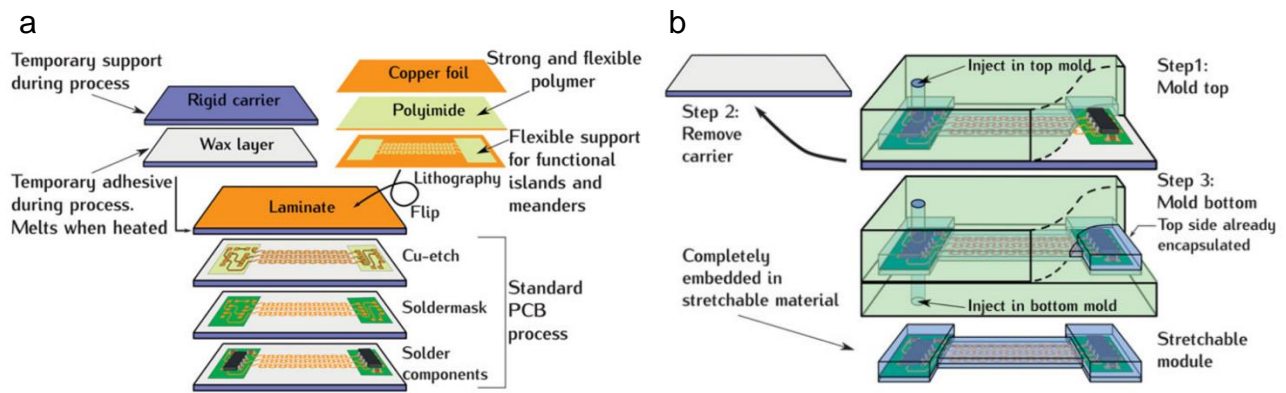 a
Temporary support
during process
Rigid carrier
Wax layer
Temporary adhesive
during process.
Melts when heated
Copper foil
Polyimide
Strong and flexible
polymer
Flexible support
for functional
islands and
meanders
Lithography
Flip
Laminate
Cu-etch
Soldermask
Solder
components
Standard
PCB
process
b
Inject in top mold
Step1:
Mold top
Step 2:
Remove
carrier
Step 3:
Mold bottom
Top side already
encapsulated
Completely
embedded in
stretchable material
Inject in bottom mold
Stretchable
module